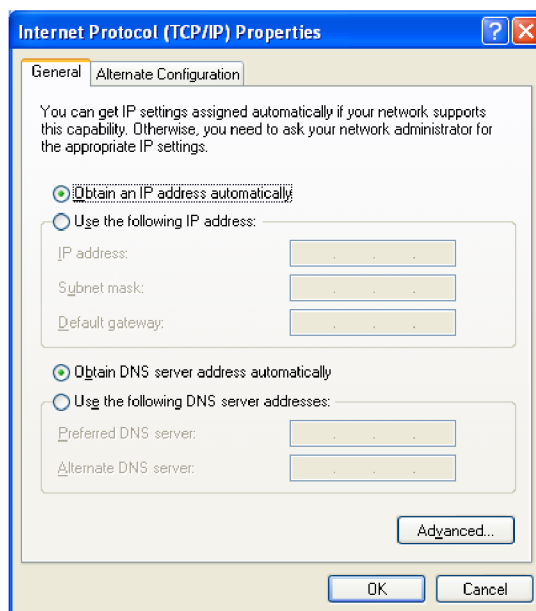 Internet Protocol (TCP/IP) Properties
General
Alternate Configuration
You can get IP settings assigned automatically if your network supports
this capability. Otherwise, you need to ask your network administrator for
the appropriate IP settings.
Obtain an IP address automatically
Use the following IP address:
IP address:
Subnet mask:
Default gateway:
Obtain DNS server address automatically
Use the following DNS server addresses:
Preferred DNS server:
Alternate DNS server:
Advanced...
OK
Cancel